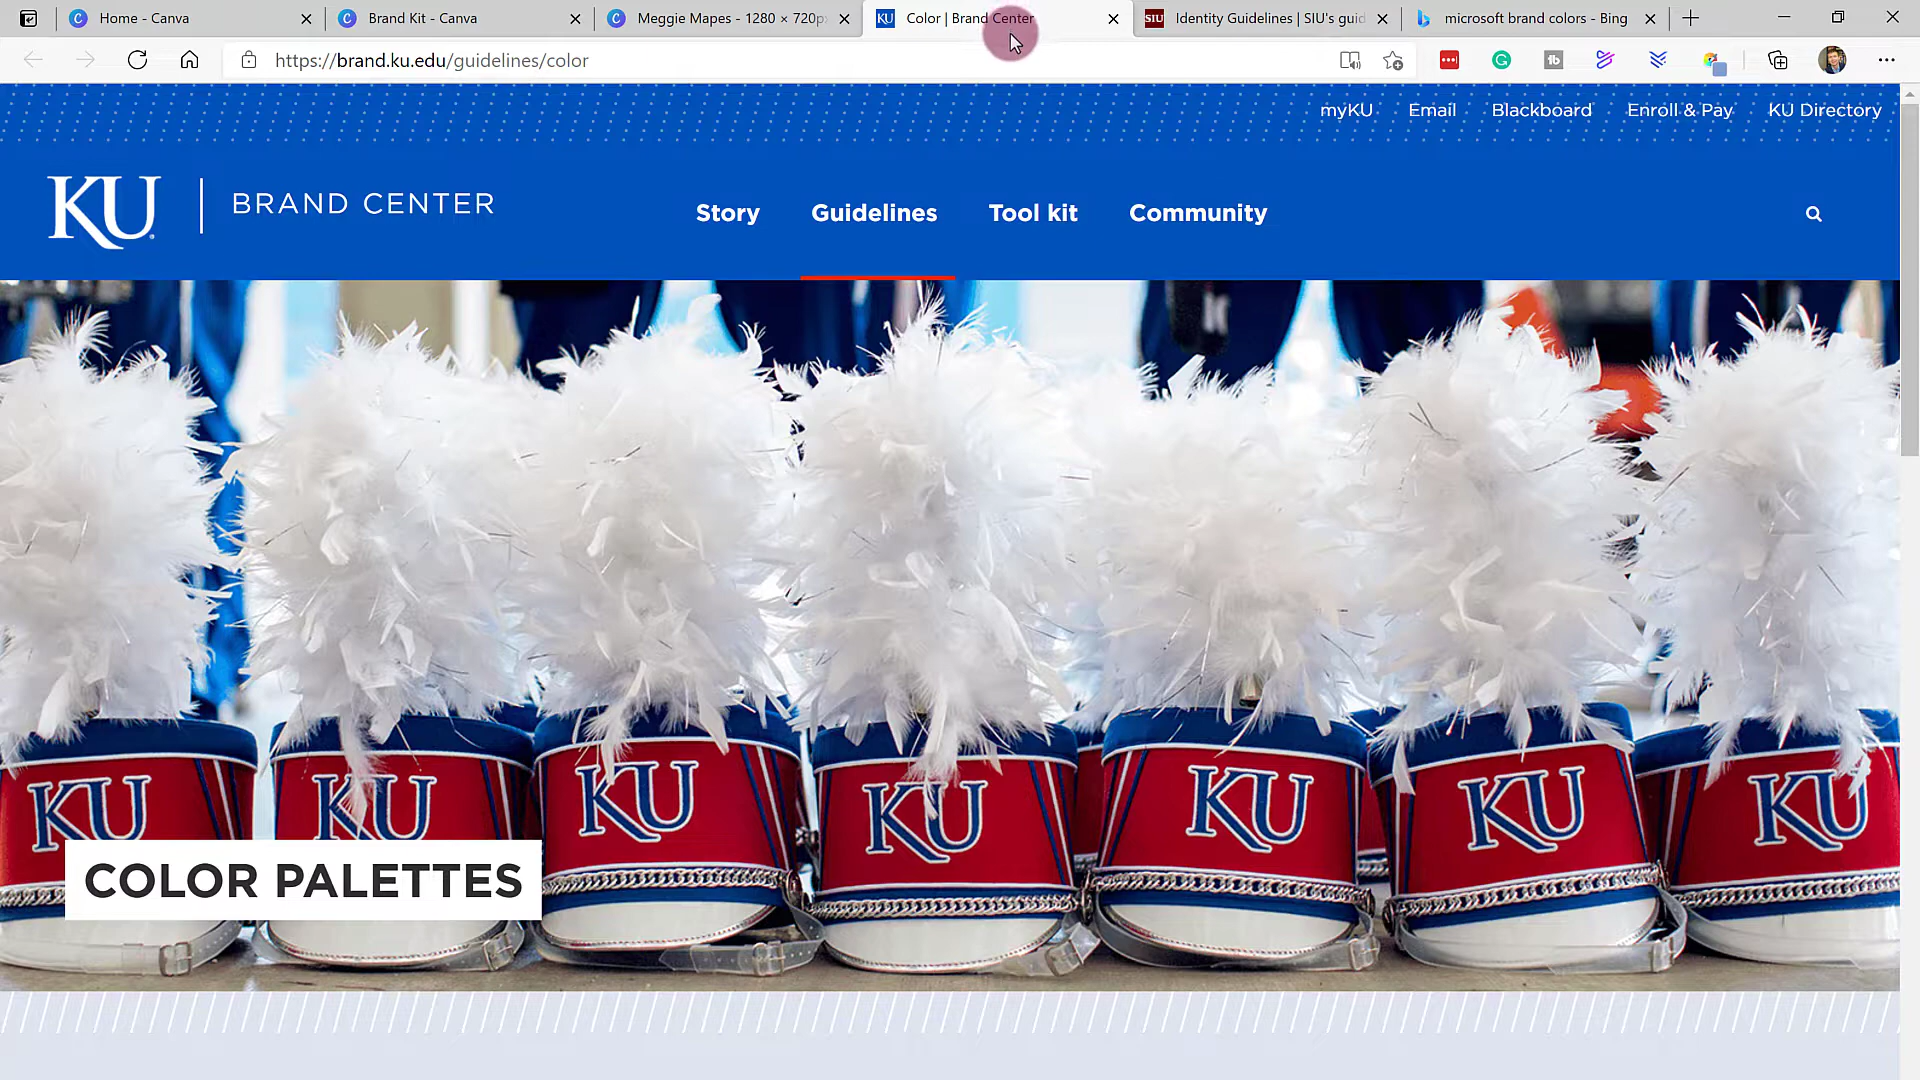 Home - Canva
Brand Kit - Canva
Meggie Mapes - 1280 × 720p
KU Color | Brand Center
SIU Identity Guidelines | SIU's guid
microsoft brand colors - Bing
https://brand.ku.edu/guidelines/color
myKU Email Blackboard Enroll & Pay KU Directory
KU BRAND CENTER
Story Guidelines Tool kit Community
KU KU KU KU KU KU KU
COLOR PALETTES